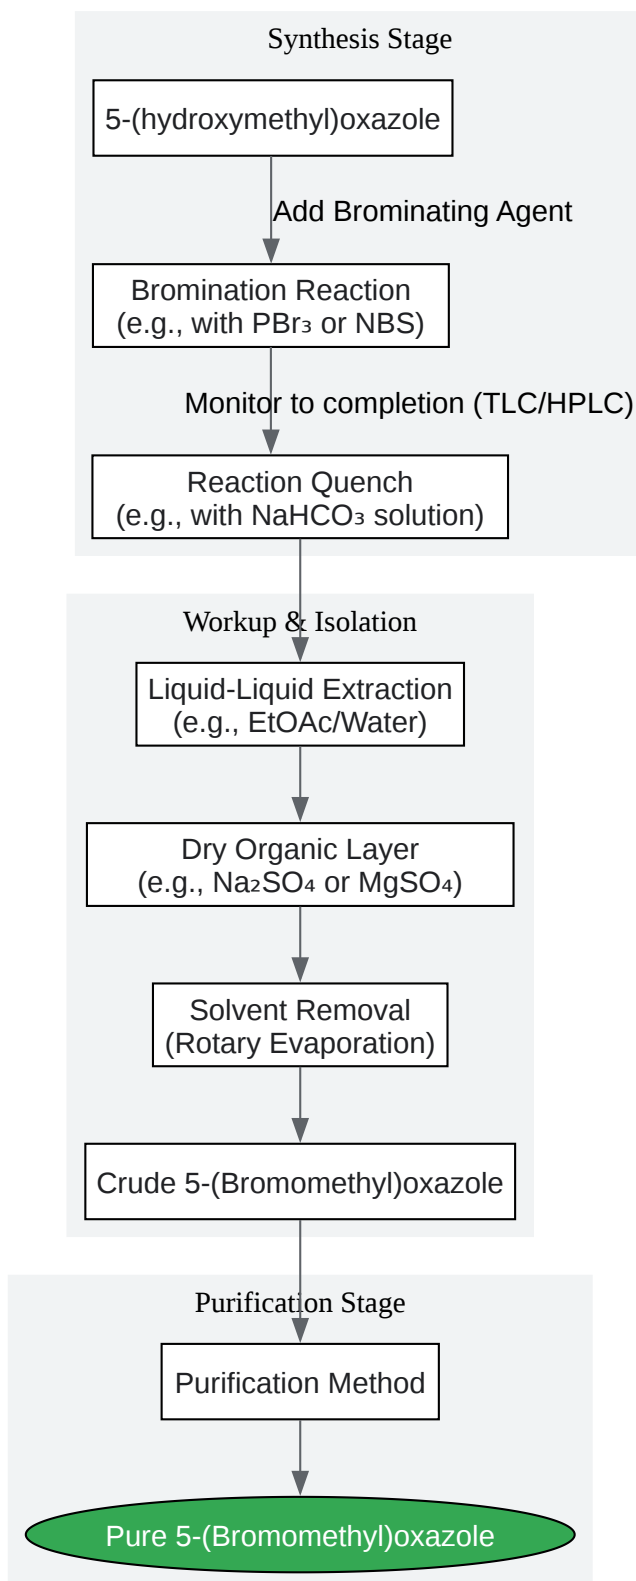 Synthesis Stage
5-(hydroxymethyl)oxazole
Add Brominating Agent
Bromination Reaction
(e.g., with PBr₃ or NBS)
Monitor to completion (TLC/HPLC)
Reaction Quench
(e.g., with NaHCO₃ solution)
Workup & Isolation
Liquid-Liquid Extraction
(e.g., EtOAc/Water)
Dry Organic Layer
(e.g., Na₂SO₄ or MgSO₄)
Solvent Removal
(Rotary Evaporation)
Crude 5-(Bromomethyl)oxazole
Purification Stage
Purification Method
Pure 5-(Bromomethyl)oxazole